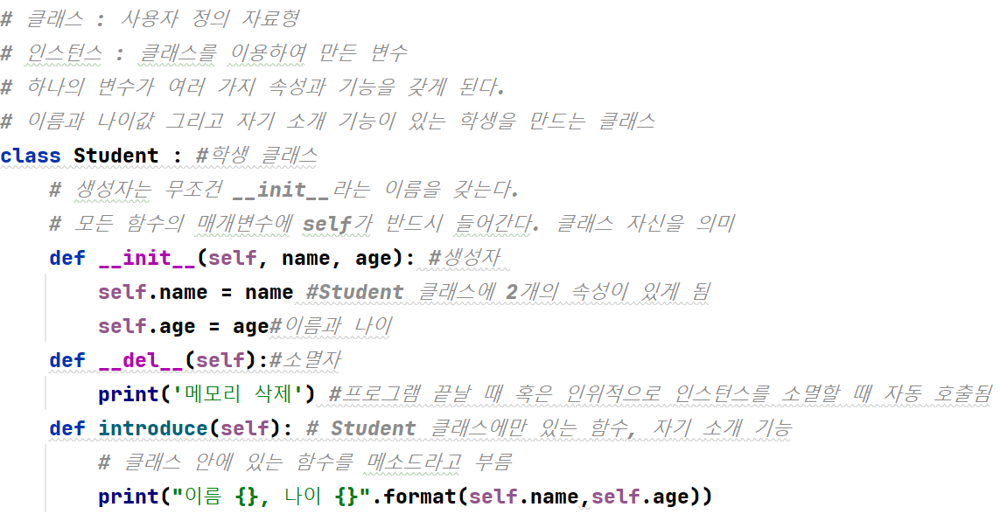 # 클래스 : 사용자 정의 자료형
# 인스턴스 : 클래스를 이용하여 만든 변수
# 하나의 변수가 여러 가지 속성과 기능을 갖게 된다.
# 이름과 나이값 그리고 자기 소개 기능이 있는 학생을 만드는 클래스
class Student : #학생 클래스
    # 생성자는 무조건 __init__라는 이름을 갖는다.
    # 모든 함수의 매개변수에 self가 반드시 들어간다. 클래스 자신을 의미
    def __init__(self, name, age): #생성자
        self.name = name #Student 클래스에 2개의 속성이 있게 됨
        self.age = age#이름과 나이
    def __del__(self):#소멸자
        print('메모리 삭제') #프로그램 끝날 때 혹은 인위적으로 인스턴스를 소멸할 때 자동 호출됨
    def introduce(self): # Student 클래스에만 있는 함수, 자기 소개 기능
        # 클래스 안에 있는 함수를 메소드라고 부름
        print("이름 {}, 나이 {}".format(self.name,self.age))